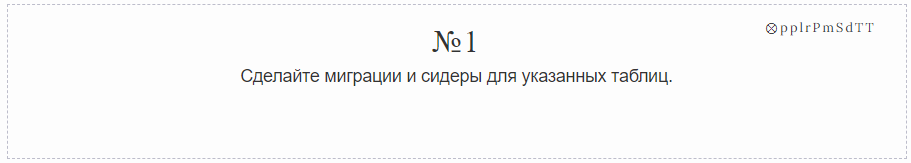 ⊗pplrPmSdTT
№1
Сделайте миграции и сидеры для указанных таблиц.